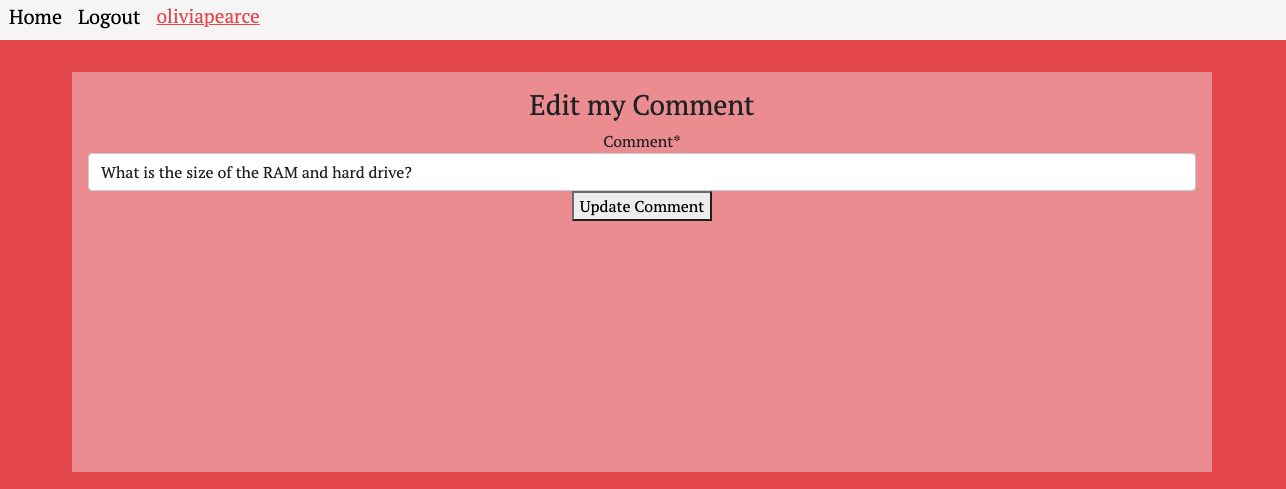 Home Logout oliviapearce
Edit my Comment
Comment*
What is the size of the RAM and hard drive?
Update Comment